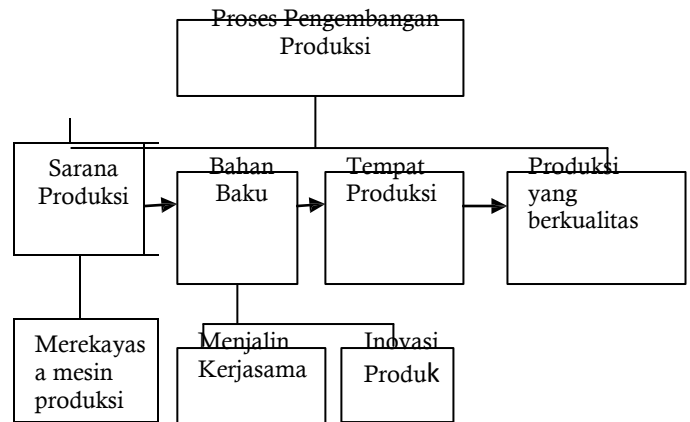 Proses Pengembangan
Produksi
Sarana
Produksi
Bahan
Baku
Tempat
Produksi
Produksi
yang
berkualitas
Merekayas
a mesin
produksi
Menjalin
Kerjasama
Inovasi
Produk